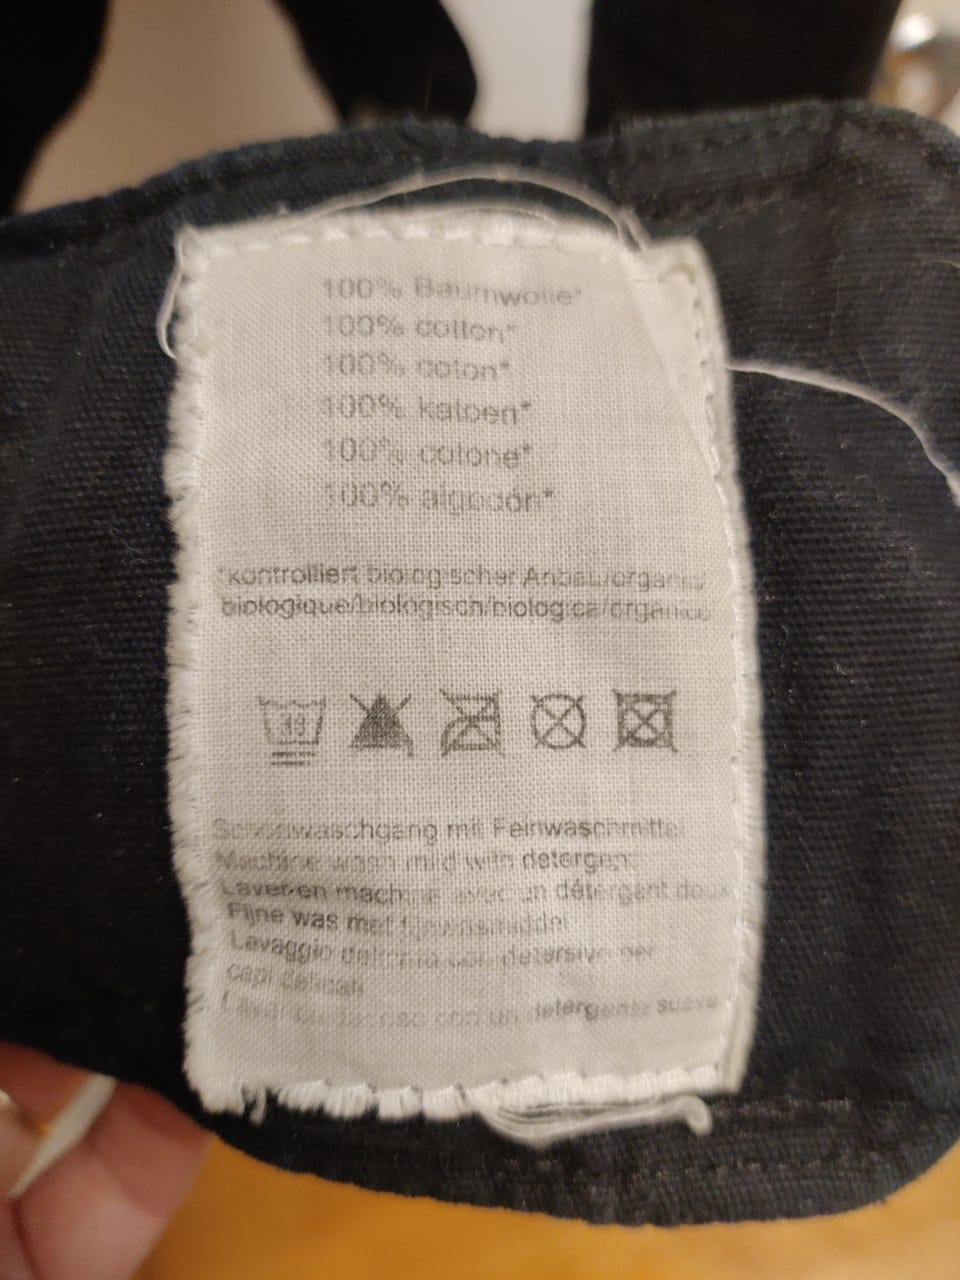 100% Baumwolle*
100% cotton*
100% coton*
100% katoen*
100% cotone*
100% algodón*
*kontrolliert biologischer Anbau/organic/
biologique/biologisch/biologica/organico
Schonwaschgang mit Feinwaschmittel
Machine wash mild with detergent
Laver en machine avec un détergent doux
Fijne was met fijnwasmiddel
Lavaggio delicato con detersivo per
capi delicati
con un detergente suave